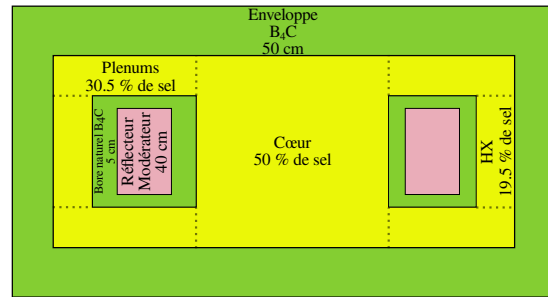 Enveloppe
B₄C
50 cm
Plenums
30.5 % de sel
Bore naturel B₄C
5 cm
Réflecteur
Modérateur
40 cm
Cœur
50 % de sel
HX
19.5 % de sel